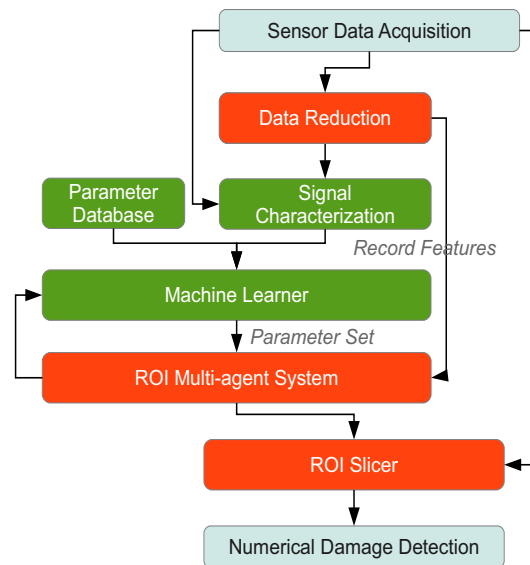 Sensor Data Acquisition
Data Reduction
Parameter
Database
Signal
Characterization
Record Features
Machine Learner
Parameter Set
ROI Multi-agent System
ROI Slicer
Numerical Damage Detection